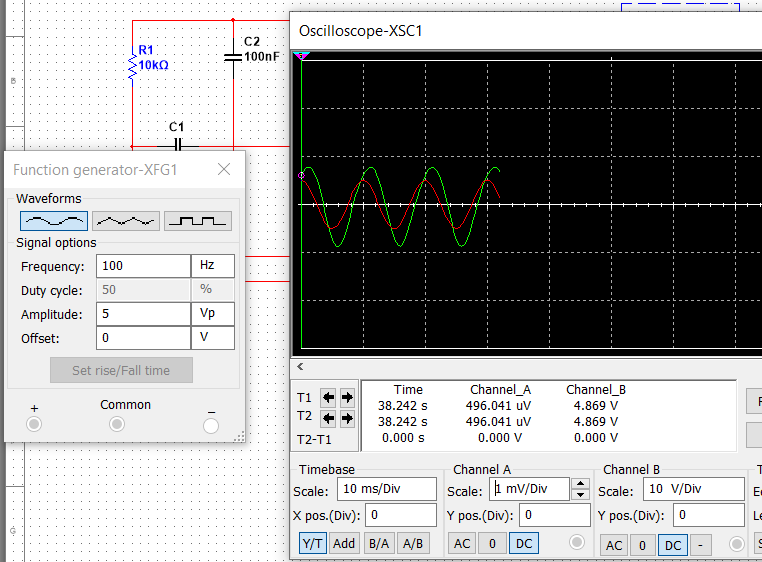 Oscilloscope-XSC1
R1
10kΩ
C2
100nF
C1
Function generator-XFG1
Waveforms
Signal options
Frequency: 100 Hz
Duty cycle: 50 %
Amplitude: 5 Vp
Offset: 0 V
Set rise/Fall time
+ Common −
Time Channel_A Channel_B
T1 38.242 s 496.041 uV 4.869 V
T2 38.242 s 496.041 uV 4.869 V
T2-T1 0.000 s 0.000 V 0.000 V
Timebase
Scale: 10 ms/Div
X pos.(Div): 0
Y/T Add B/A A/B
Channel A
Scale: 1 mV/Div
Y pos.(Div): 0
AC 0 DC
Channel B
Scale: 10 V/Div
Y pos.(Div): 0
AC 0 DC -